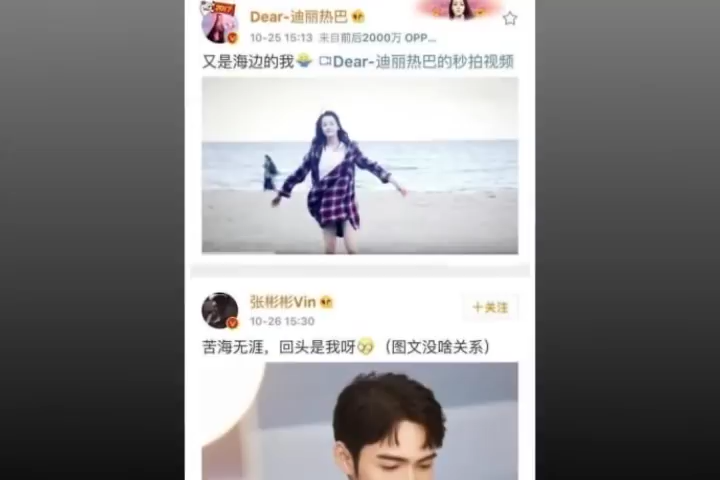 Dear-迪丽热巴
10-25 15:13 来自前后2000万 OPP...
又是海边的我 Dear-迪丽热巴的秒拍视频
张彬彬Vin
+关注
10-26 15:30
苦海无涯，回头是我呀 （图文没啥关系）